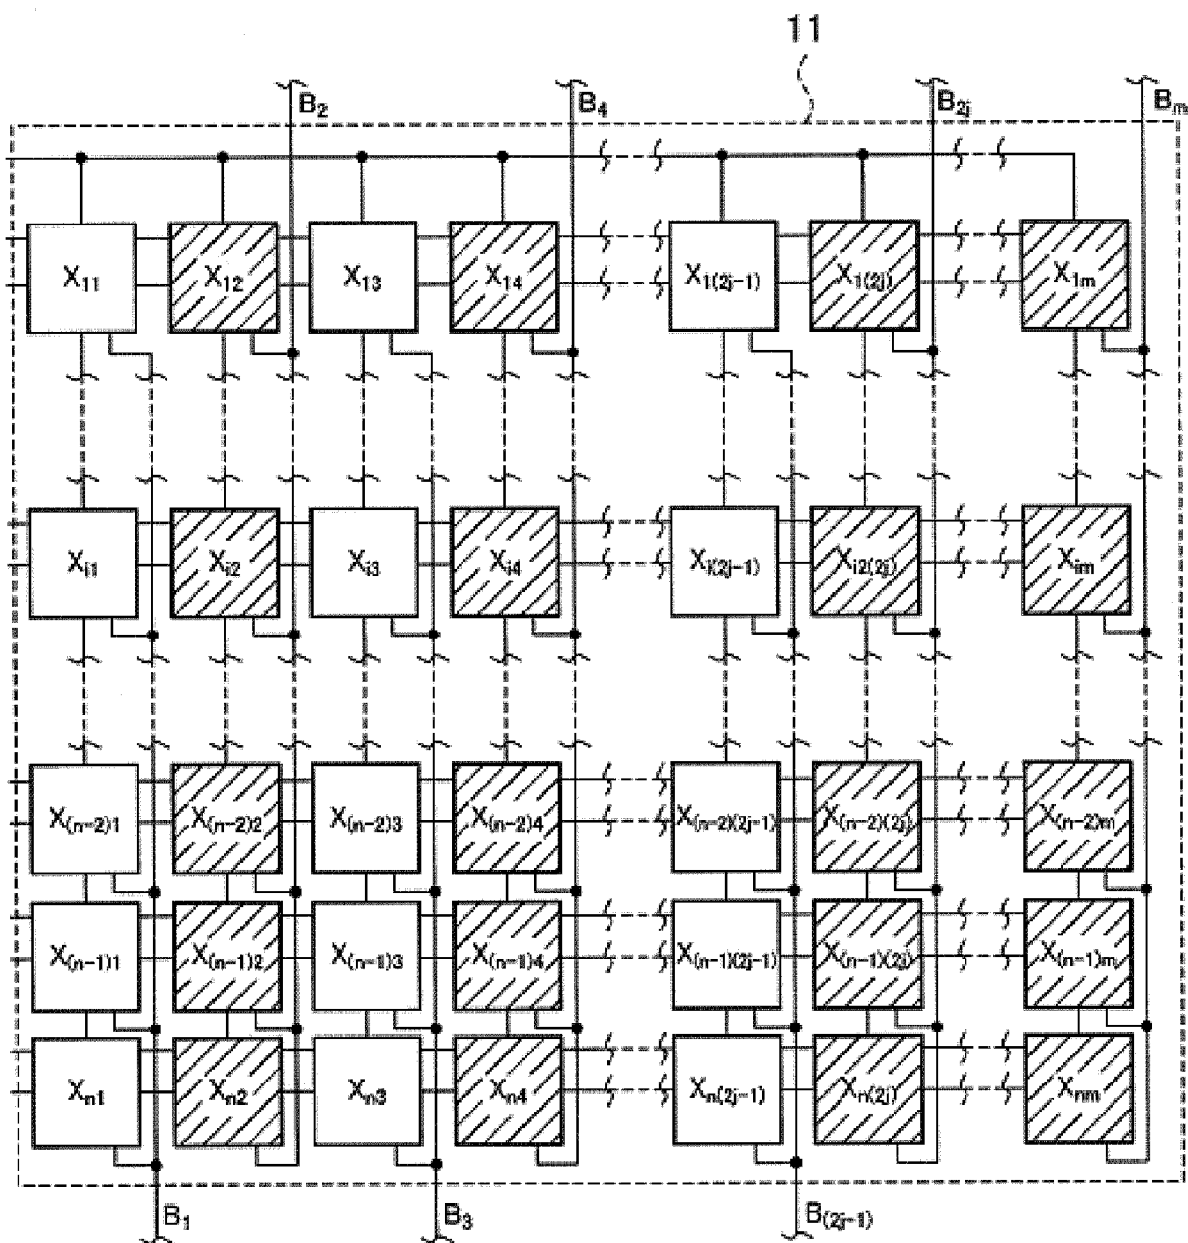 11
B2 B4 B2j Bm
X11 X12 X13 X14 X1(2j-1) X1(2j) X1m
Xi1 Xi2 Xi3 Xi4 Xi(2j-1) Xi2(2j) Xim
X(n-2)1 X(n-2)2 X(n-2)3 X(n-2)4 X(n-2)(2j-1) X(n-2)(2j) X(n-2)m
X(n-1)1 X(n-1)2 X(n-1)3 X(n-1)4 X(n-1)(2j-1) X(n-1)(2j) X(n-1)m
Xn1 Xn2 Xn3 Xn4 Xn(2j-1) Xn(2j) Xnm
B1 B3 B(2j-1)